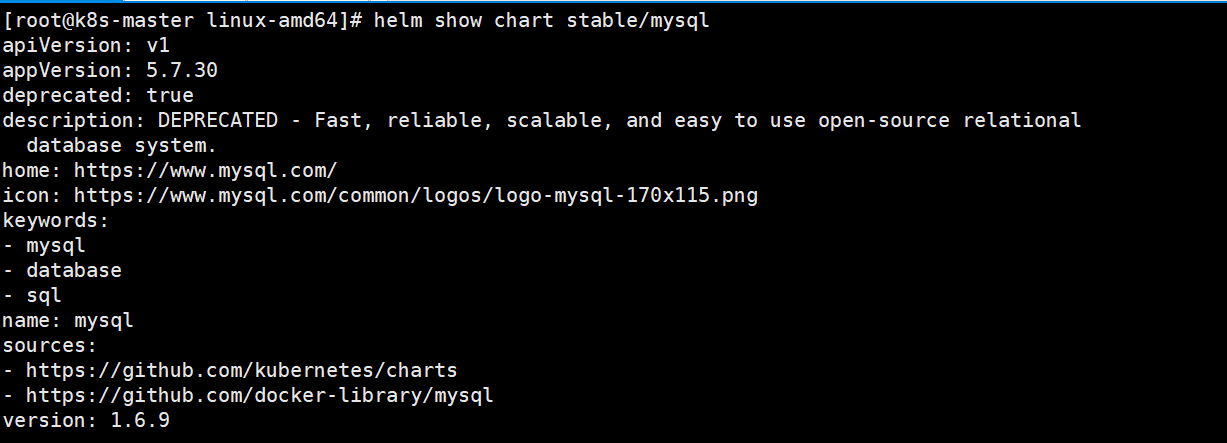 [root@k8s-master linux-amd64]# helm show chart stable/mysql
apiVersion: v1
appVersion: 5.7.30
deprecated: true
description: DEPRECATED - Fast, reliable, scalable, and easy to use open-source relational
  database system.
home: https://www.mysql.com/
icon: https://www.mysql.com/common/logos/logo-mysql-170x115.png
keywords:
- mysql
- database
- sql
name: mysql
sources:
- https://github.com/kubernetes/charts
- https://github.com/docker-library/mysql
version: 1.6.9